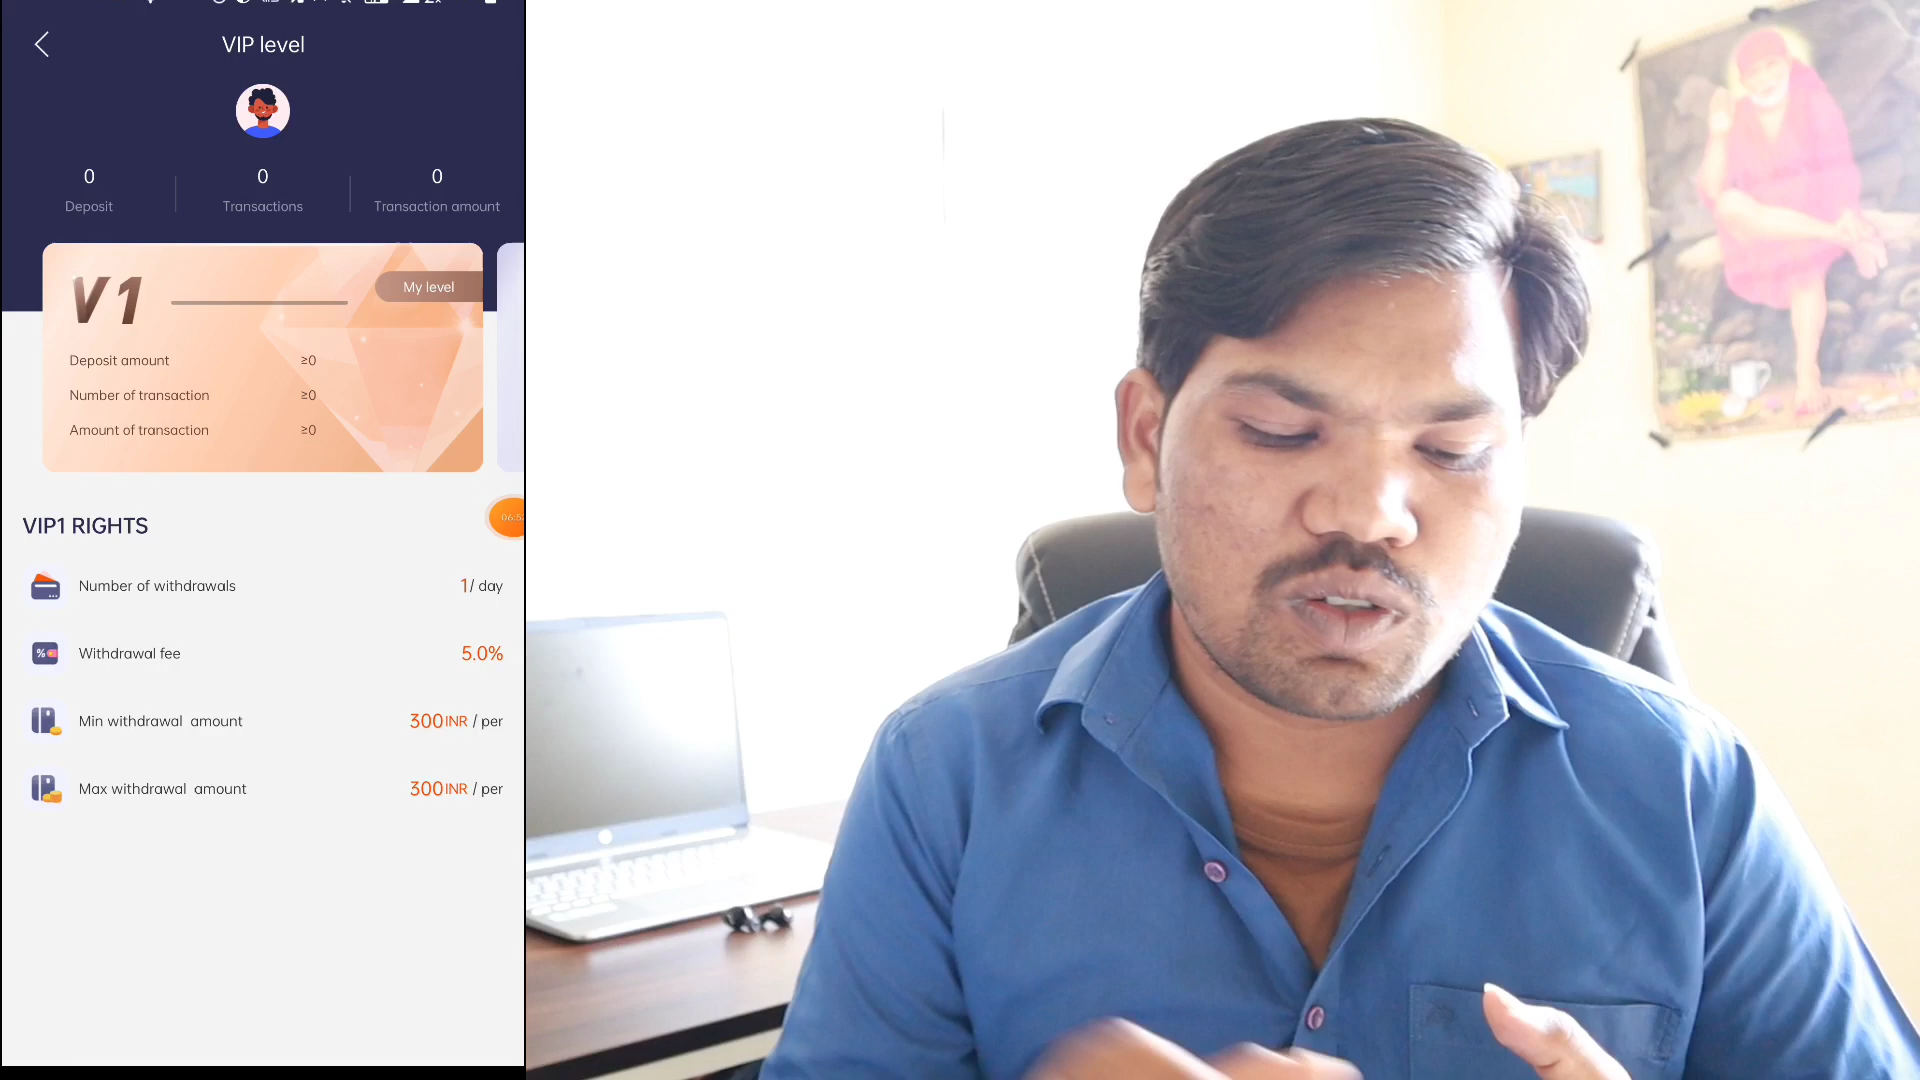 VIP level
0 0 0
Deposit Transactions Transaction amount
V1
My level
Deposit amount ≥0
Number of transaction ≥0
Amount of transaction ≥0
VIP1 RIGHTS
Number of withdrawals 1/ day
% Withdrawal fee 5.0%
Min withdrawal amount 300INR / per
Max withdrawal amount 300INR / per